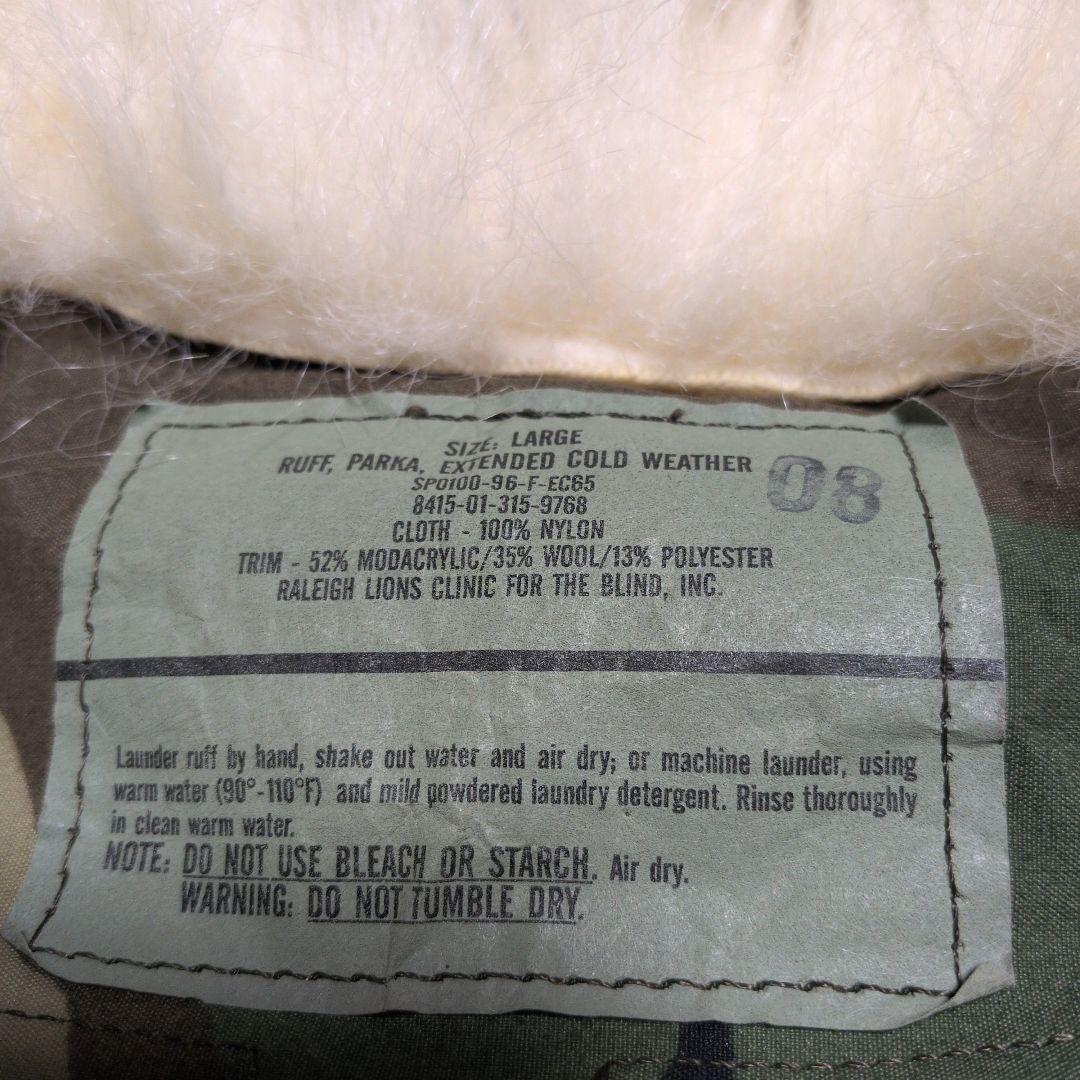 SIZE: LARGE
RUFF, PARKA, EXTENDED COLD WEATHER
SPO100-96-F-EC65
8415-01-315-9768
CLOTH - 100% NYLON
TRIM - 52% MODACRYLIC/35% WOOL/13% POLYESTER
RALEIGH LIONS CLINIC FOR THE BLIND, INC.
08
Launder ruff by hand, shake out water and air dry; or machine launder, using
warm water (90°-110°F) and mild powdered laundry detergent. Rinse thoroughly
in clean warm water.
NOTE: DO NOT USE BLEACH OR STARCH. Air dry.
WARNING: DO NOT TUMBLE DRY.